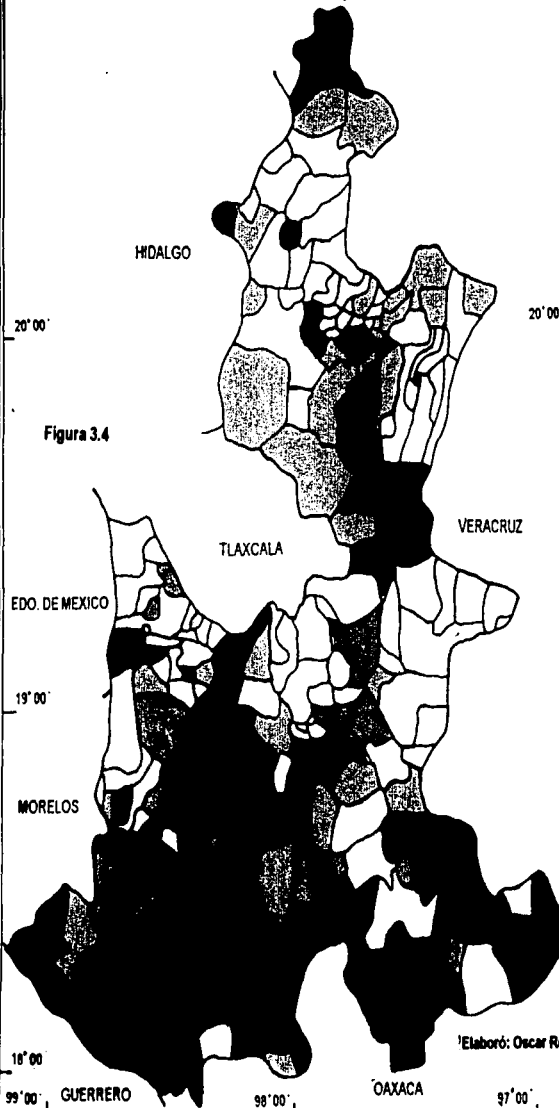 HIDALGO
20°00'
20°00
Figura 3.4
TLAXCALA
VERACRUZ
EDO. DE MEXICO
19°00'
MORELOS
Elaboró: Oscar
18°00'
99°00'
GUERRERO
98°00'
OAXACA
97°00'